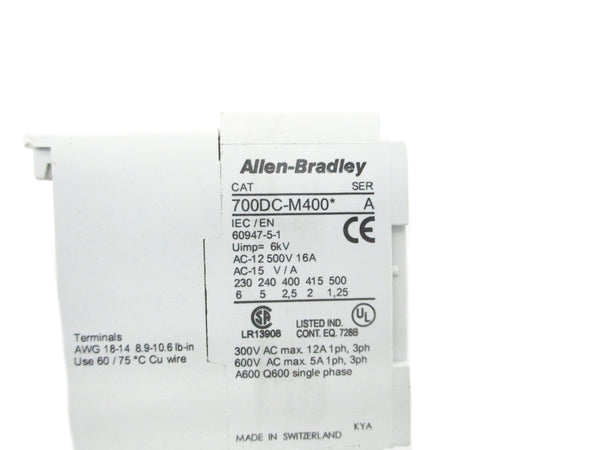 Allen-Bradley
CAT SER
700DC-M400* A
IEC / EN
60947-5-1
Uimp= 6kV
CE
AC-12 500V 16A
AC-15 V / A
230 240 400 415 500
6 5 2,5 2 1,25
SA
UL
LR13908
LISTED IND.
CONT. EQ. 728B
300V AC max. 12A 1ph, 3ph
600V AC max. 5A 1ph, 3ph
A600 Q600 single phase
KYA
MADE IN SWITZERLAND
Terminals
AWG 18-14 8.9-10.6 lb-in
Use 60 / 75 °C Cu wire